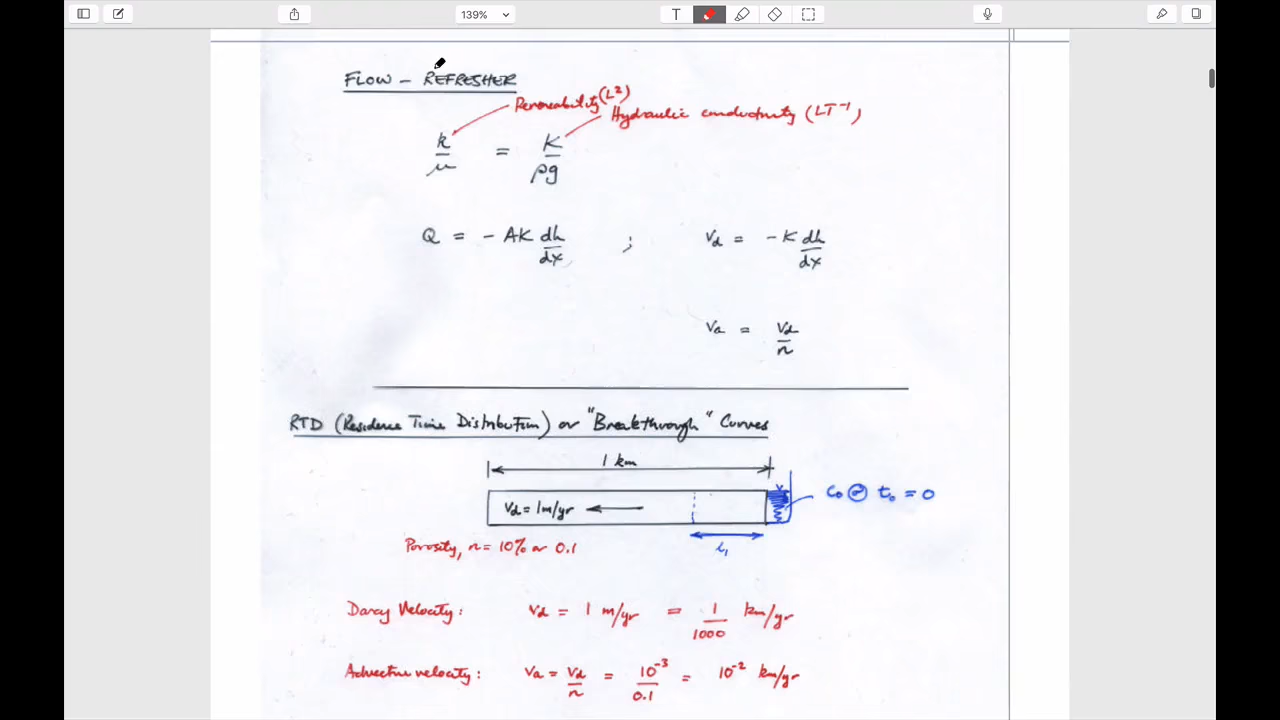 139%
T
FLOW - REFRESHER
Permeability (L²)
Hydraulic conductivity (LT⁻¹)
k/μ = K/ρg
Q = - AK dh/dx ; vd = -K dh/dx
va = vd/n
RTD (Residence Time Distribution) or "Breakthrough" Curves
1 km
vd = 1m/yr
C₀ @ t₀ = 0
Porosity, n = 10% or 0.1
L₁
Darcy Velocity: vd = 1 m/yr = 1/1000 km/yr
Advective velocity: va = vd/n = 10⁻³/0.1 = 10⁻² km/yr